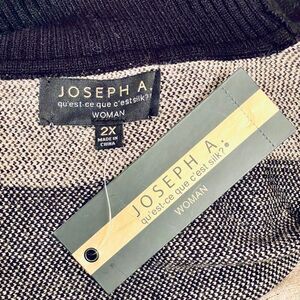 JOSEPH A.
qu'est-ce que c'est silk?®
WOMAN
2X
MADE IN
CHINA
JOSEPH A.
qu'est-ce que c'est silk?®
WOMAN